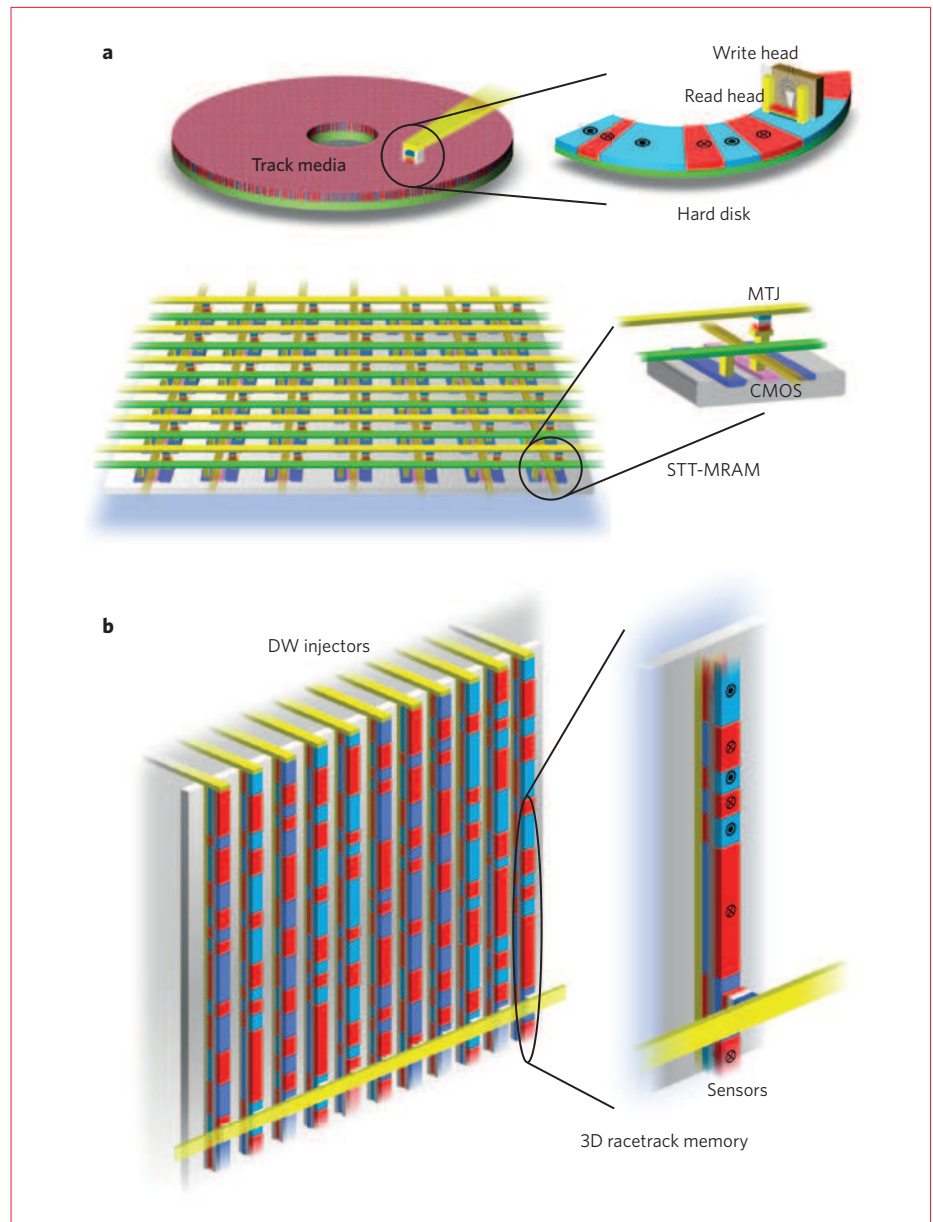 a
Write head
Read head
Track media
Hard disk
MTJ
CMOS
STT-MRAM
b
DW injectors
Sensors
3D racetrack memory